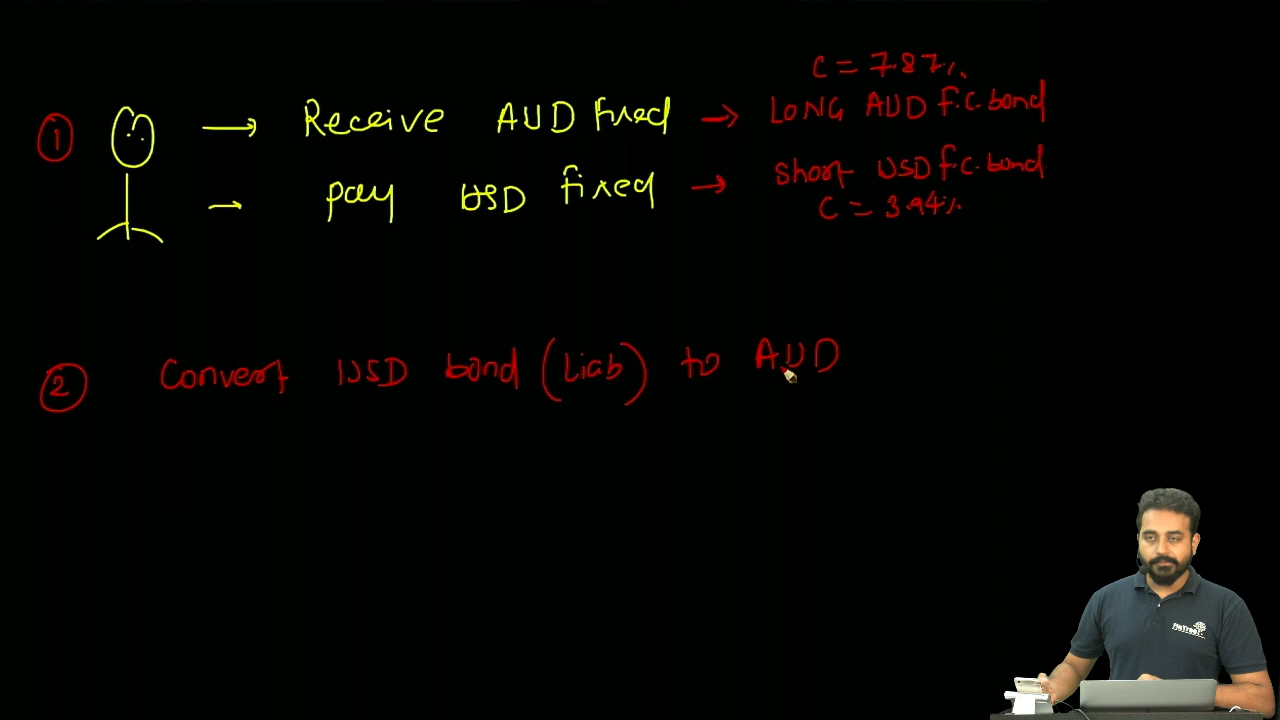 C = 7.87%
① → Receive AUD fixed → LONG AUD f.c. bond
→ pay USD fixed → Short USD f.c. bond
C = 3.94%
② Convert USD bond (Liab) to AUD
FINTREE